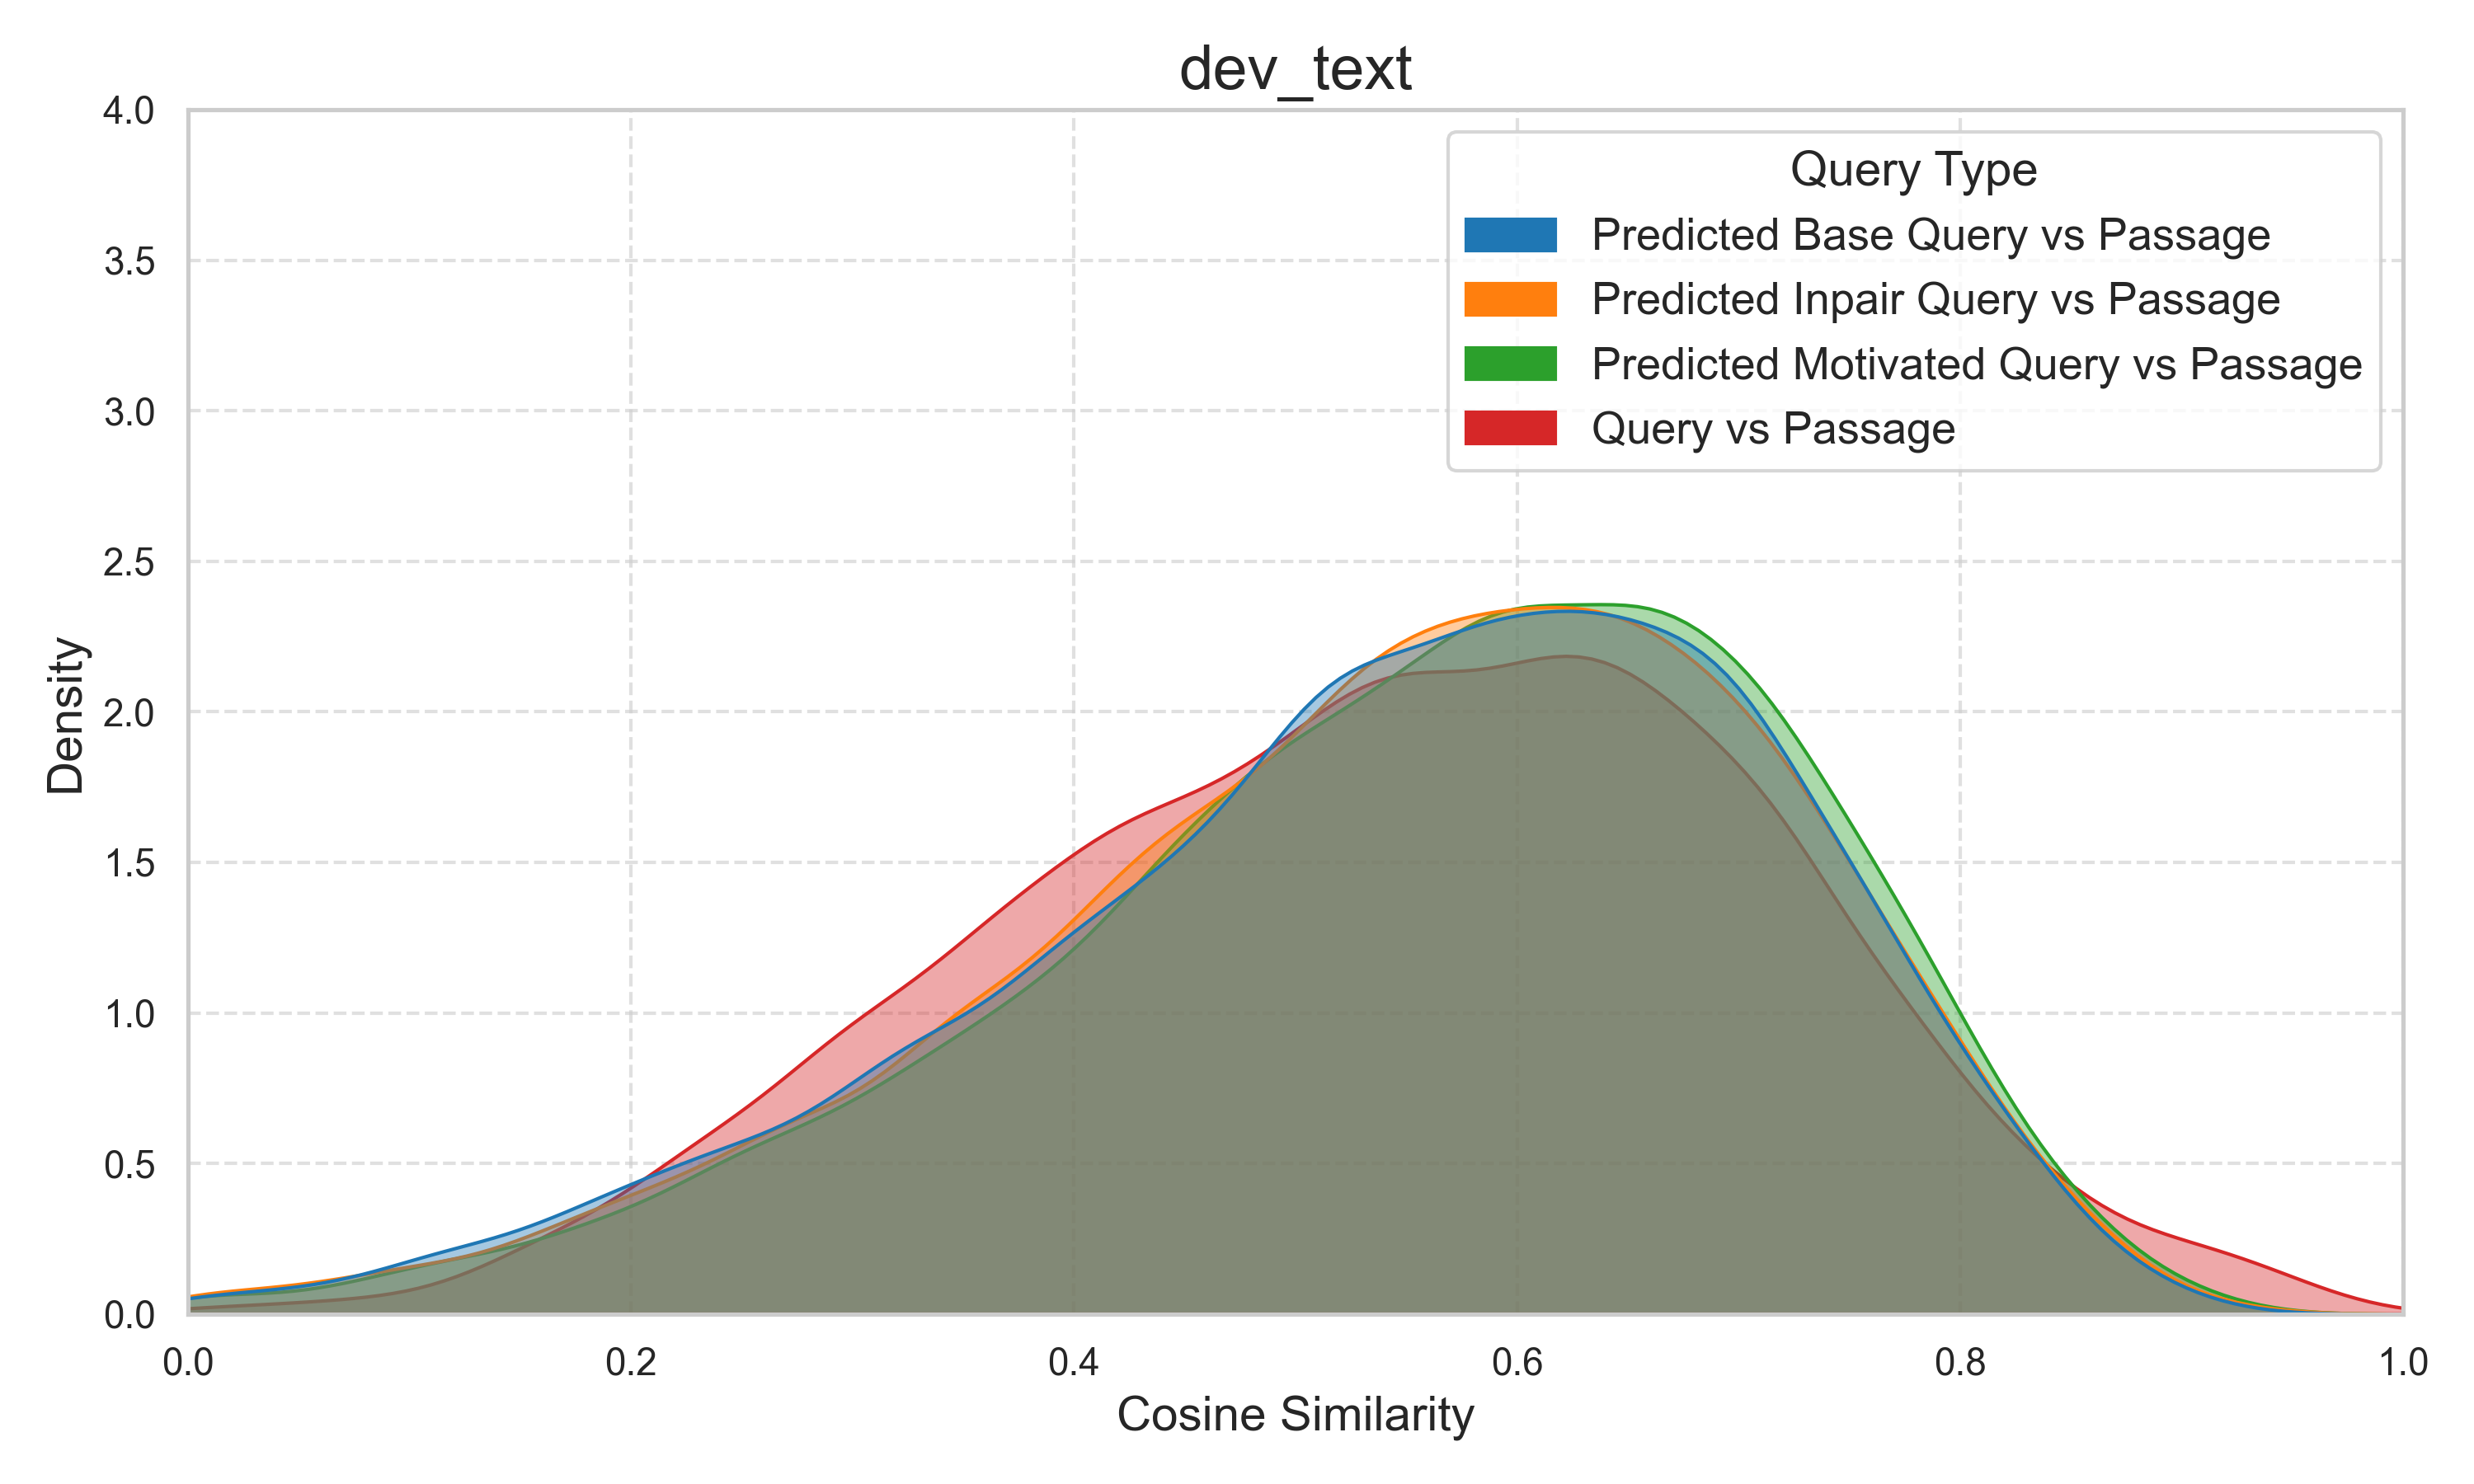 dev_text
4.0
3.5
3.0
2.5
2.0
1.5
1.0
0.5
0.0
Density
Query Type
Predicted Base Query vs Passage
Predicted Inpair Query vs Passage
Predicted Motivated Query vs Passage
Query vs Passage
0.0 0.2 0.4 0.6 0.8 1.0
Cosine Similarity